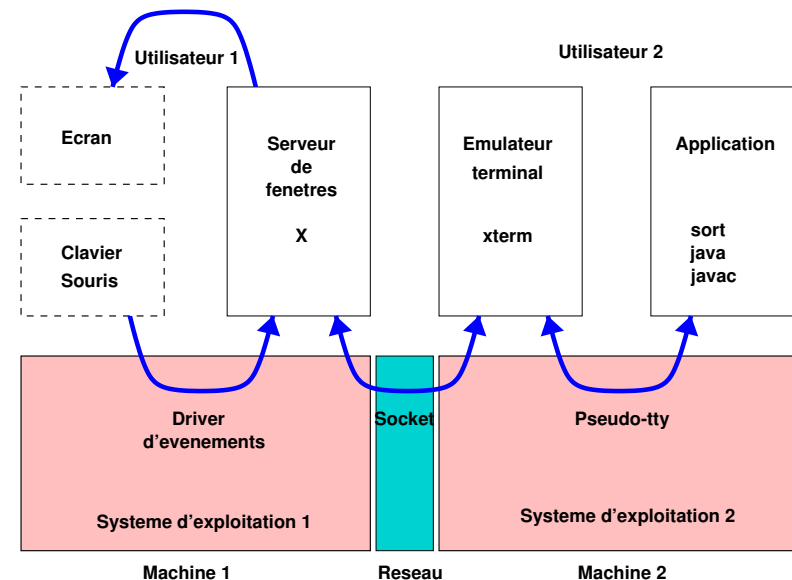 Utilisateur 1
Utilisateur 2
Ecran
Serveur
de
fenetres
X
Emulateur
terminal
xterm
Application
sort
java
javac
Clavier
Souris
Driver
d'evenements
Socket
Pseudo-tty
Systeme d'exploitation 1
Systeme d'exploitation 2
Machine 1
Reseau
Machine 2